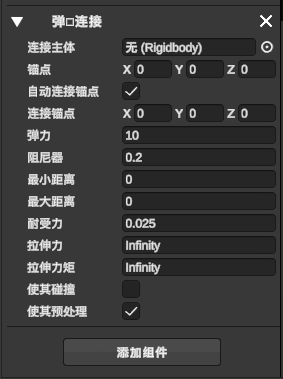 弹□连接
连接主体 无 (Rigidbody)
锚点 X 0 Y 0 Z 0
自动连接锚点
连接锚点 X 0 Y 0 Z 0
弹力 10
阻尼器 0.2
最小距离 0
最大距离 0
耐受力 0.025
拉伸力 Infinity
拉伸力矩 Infinity
使其碰撞
使其预处理
添加组件